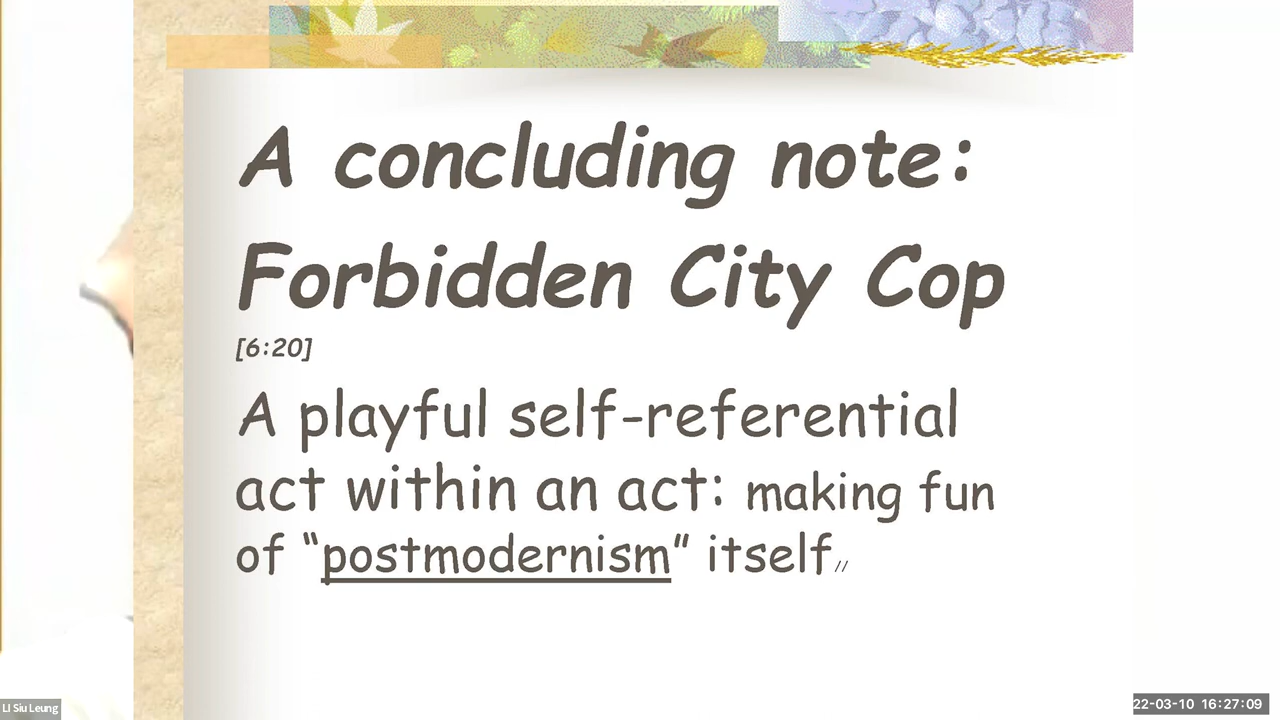 A concluding note:
Forbidden City Cop
[6:20]
A playful self-referential
act within an act: making fun
of “postmodernism” itself.//
LI Siu Leung
22-03-10 16:27:09